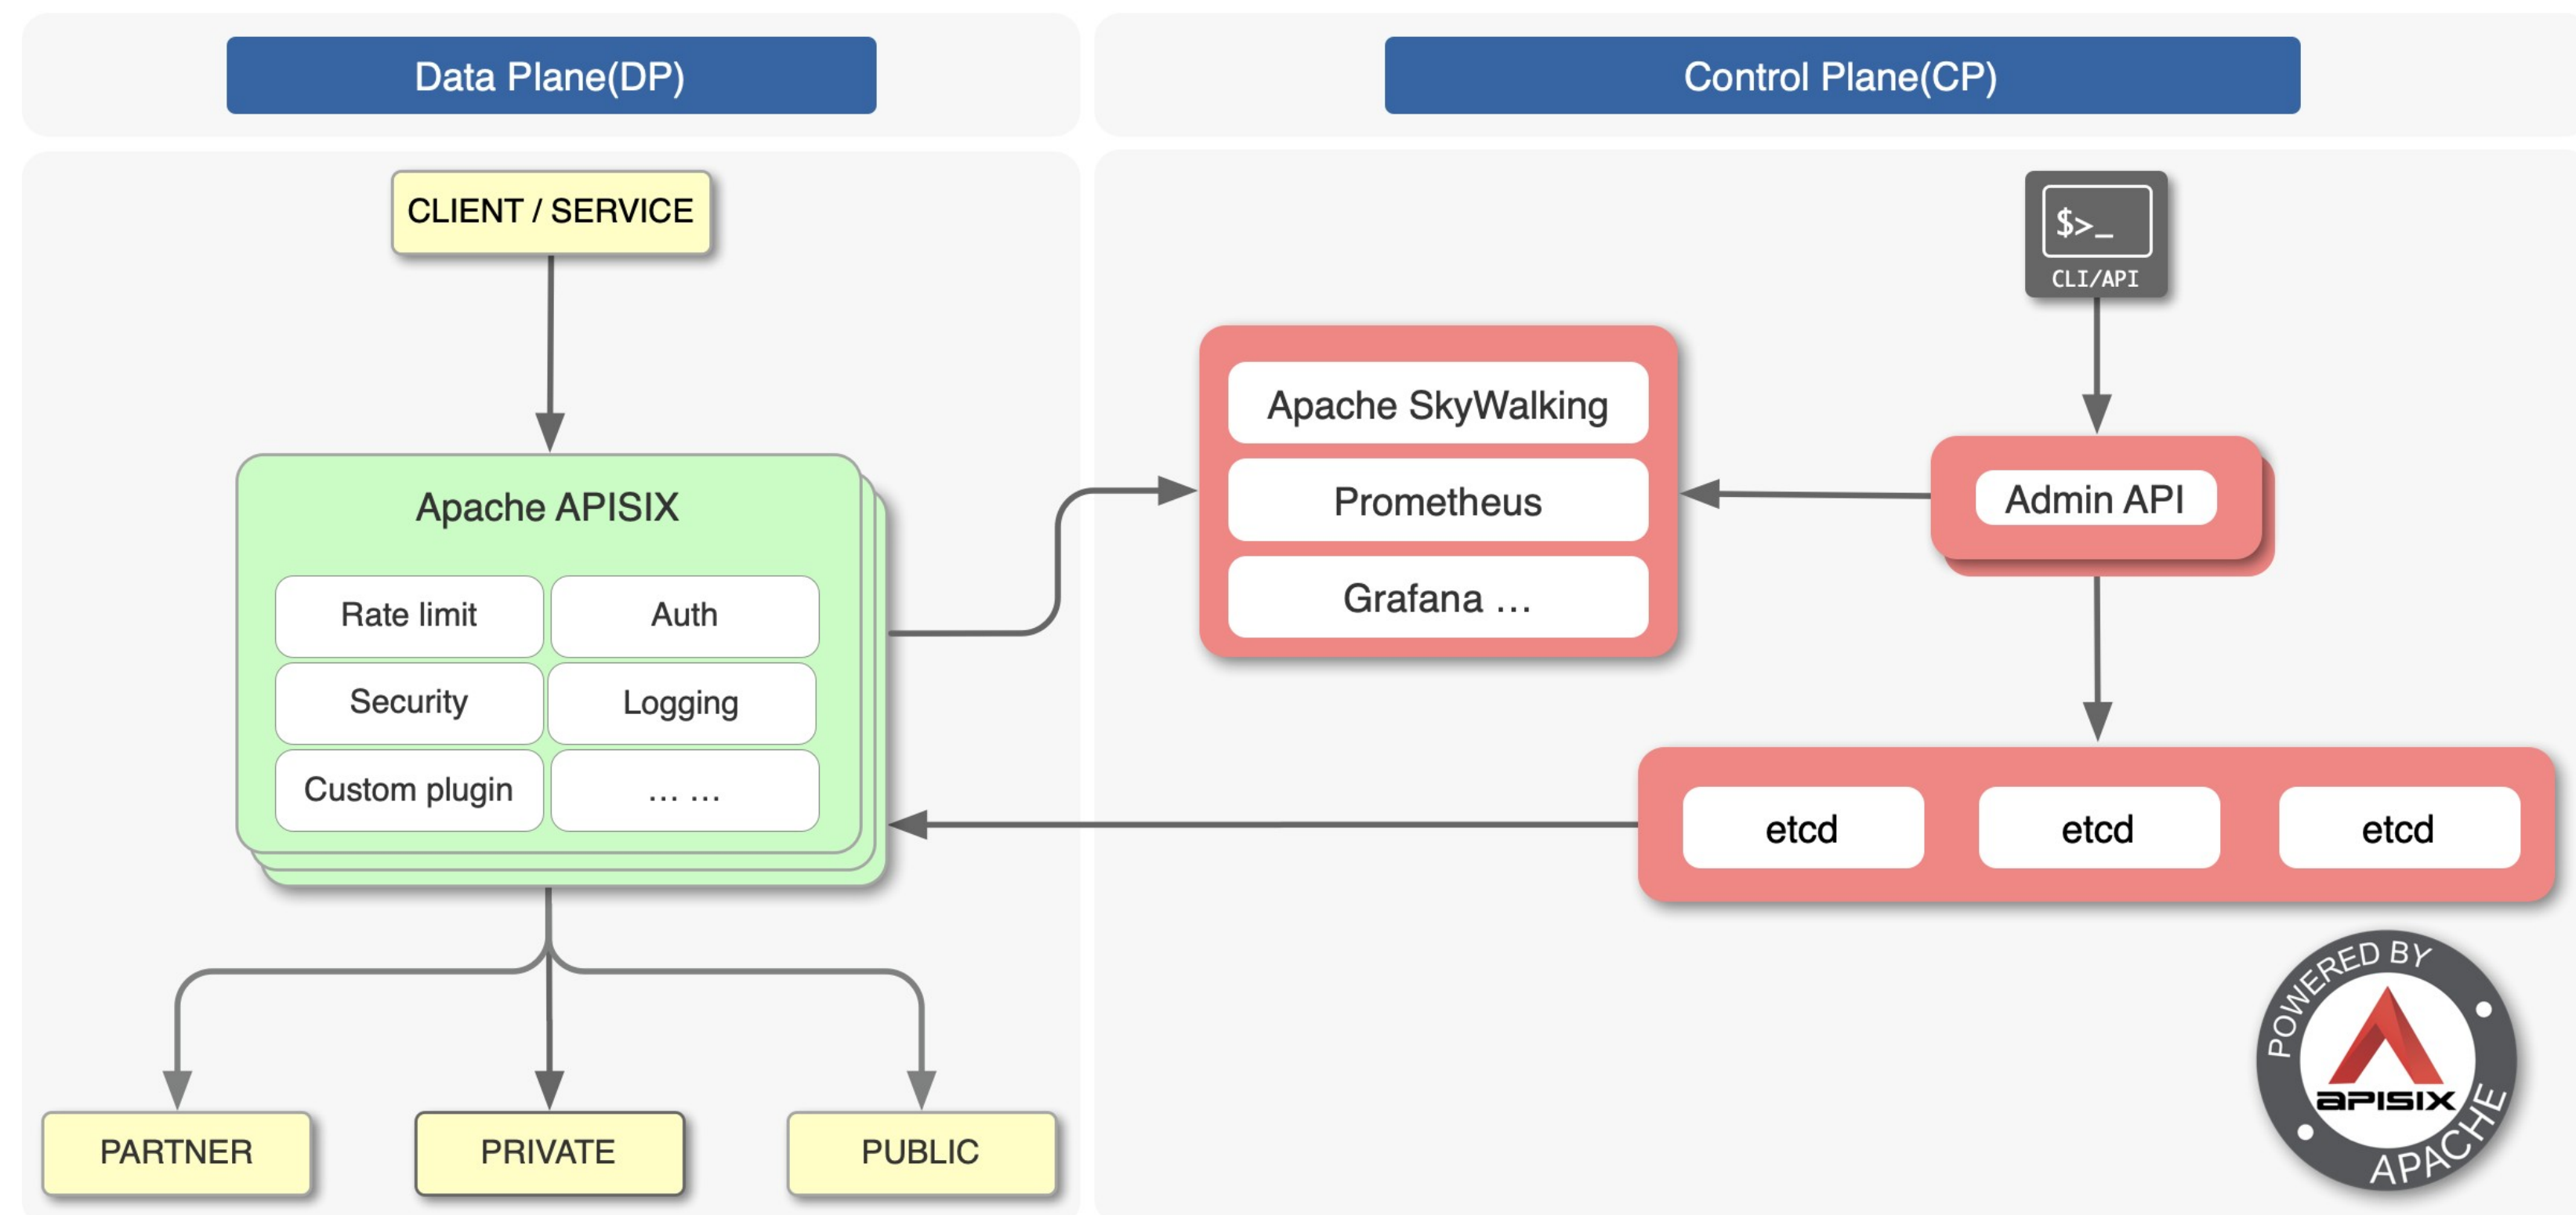 Data Plane(DP)
Control Plane(CP)
CLIENT / SERVICE
$>_
CLI/API
Apache APISIX
Rate limit
Auth
Security
Logging
Custom plugin
... ...
Apache SkyWalking
Prometheus
Grafana ...
Admin API
etcd
etcd
etcd
PARTNER
PRIVATE
PUBLIC
POWERED BY
APISIX
APACHE